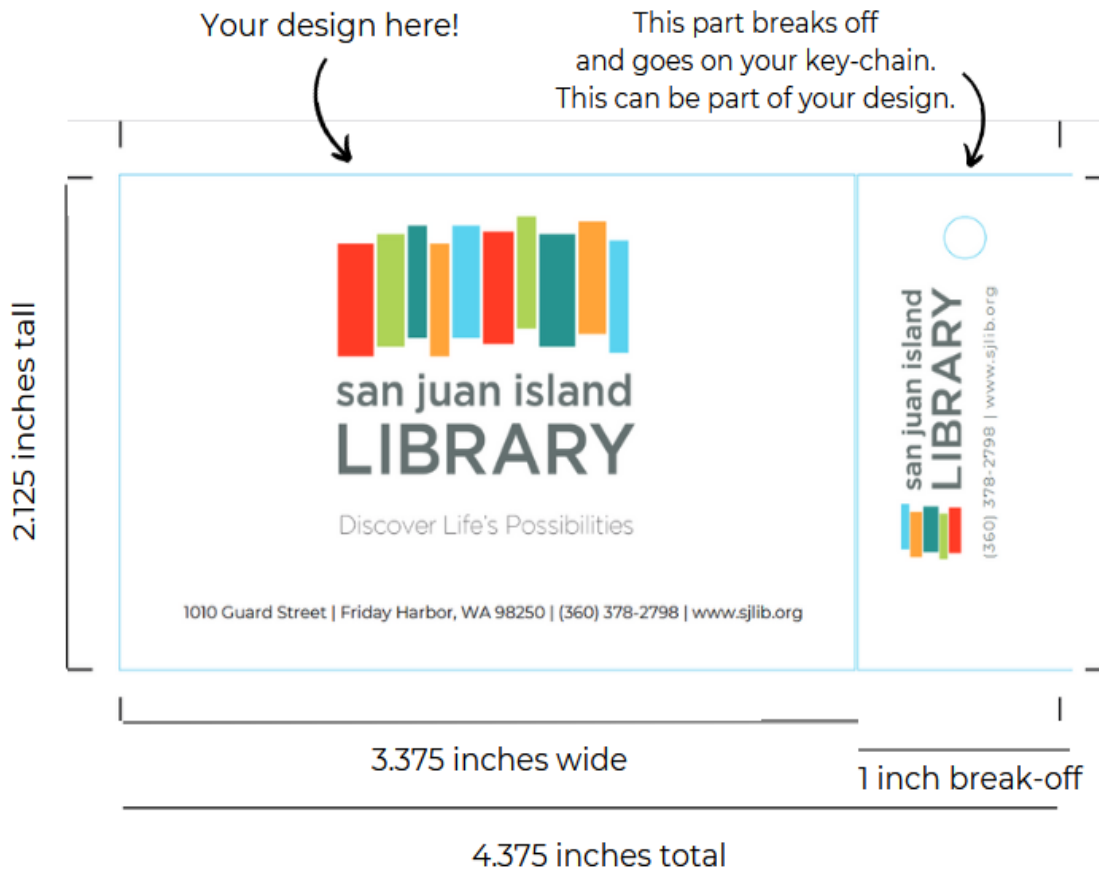 Your design here!
This part breaks off
and goes on your key-chain.
This can be part of your design.
2.125 inches tall
san juan island
LIBRARY
Discover Life's Possibilities
1010 Guard Street | Friday Harbor, WA 98250 | (360) 378-2798 | www.sjlib.org
san juan island
LIBRARY
(360) 378-2798 | www.sjlib.org
3.375 inches wide
1 inch break-off
4.375 inches total